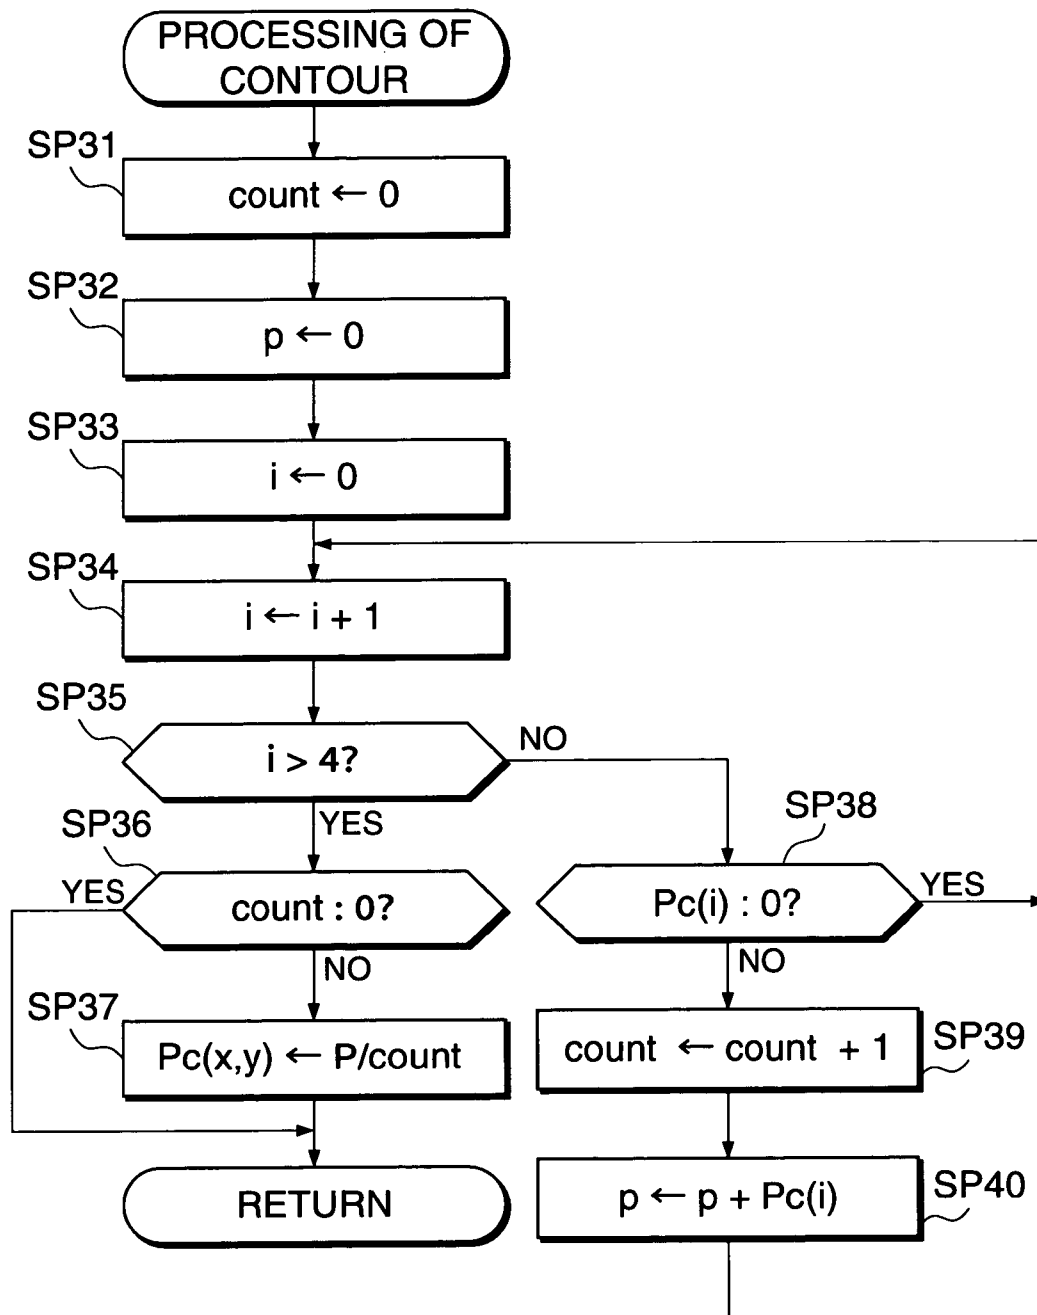 PROCESSING OF
CONTOUR
SP31
count ← 0
SP32
p ← 0
SP33
i ← 0
SP34
i ← i + 1
SP35
i > 4?
NO
YES
SP36
YES
count : 0?
NO
SP38
Pc(i) : 0?
YES
NO
SP37
Pc(x,y) ← P/count
count ← count + 1
SP39
RETURN
p ← p + Pc(i)
SP40